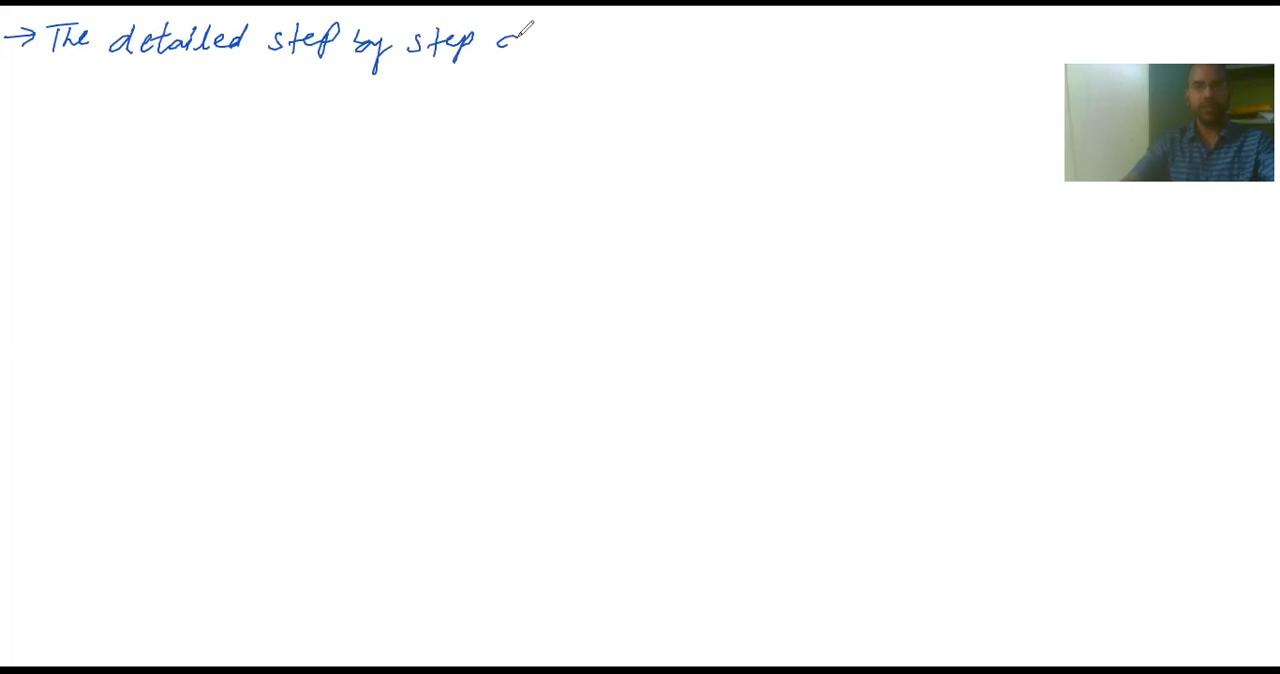 → The detailed step by step